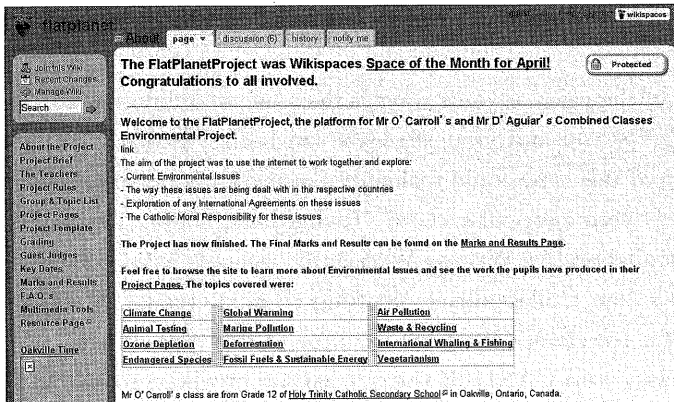 flatplanet
wikispaces
About page discussion (6) history notify me
Join this Wiki
Recent Changes
Manage Wiki
Search
About the Project
Project Brief
The Teachers
Project Rules
Group & Topic List
Project Pages
Project Template
Grading
Guest Judges
Key Dates
Marks and Results
F.A.Q.'s
Multimedia Tools
Resource Page
Oakville Time
The FlatPlanetProject was Wikispaces Space of the Month for April!
Protected
Congratulations to all involved.
Welcome to the FlatPlanetProject, the platform for Mr O' Carroll' s and Mr D' Aguiar' s Combined Classes
Environmental Project.
link
The aim of the project was to use the internet to work together and explore:
- Current Environmental Issues
- The way these issues are being dealt with in the respective countries
- Exploration of any International Agreements on these issues
- The Catholic Moral Responsibility for these issues
The Project has now finished. The Final Marks and Results can be found on the Marks and Results Page.
Feel free to browse the site to learn more about Environmental Issues and see the work the pupils have produced in their
Project Pages. The topics covered were:
Climate Change Global Warming Air Pollution
Animal Testing Marine Pollution Waste & Recycling
Ozone Depletion Deforestation International Whaling & Fishing
Endangered Species Fossil Fuels & Sustainable Energy Vegetarianism
Mr O' Carroll' s class are from Grade 12 of Holy Trinity Catholic Secondary School in Oakville, Ontario, Canada.